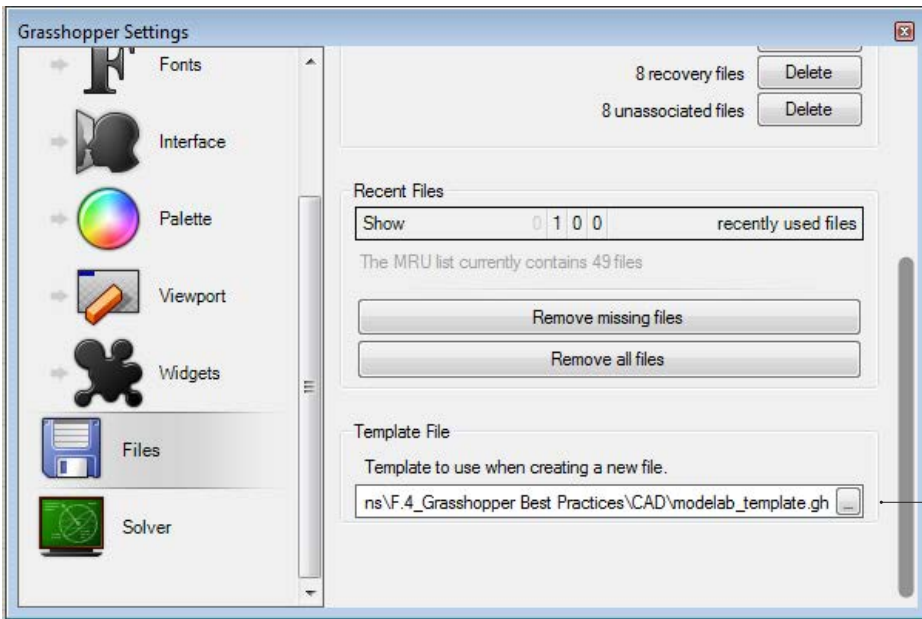 Grasshopper Settings
Fonts
Interface
Palette
Viewport
Widgets
Files
Solver
8 recovery files Delete
8 unassociated files Delete
Recent Files
Show 0 1 0 0 recently used files
The MRU list currently contains 49 files
Remove missing files
Remove all files
Template File
Template to use when creating a new file.
ns\F.4_Grasshopper Best Practices\CAD\modelab_template.gh ...